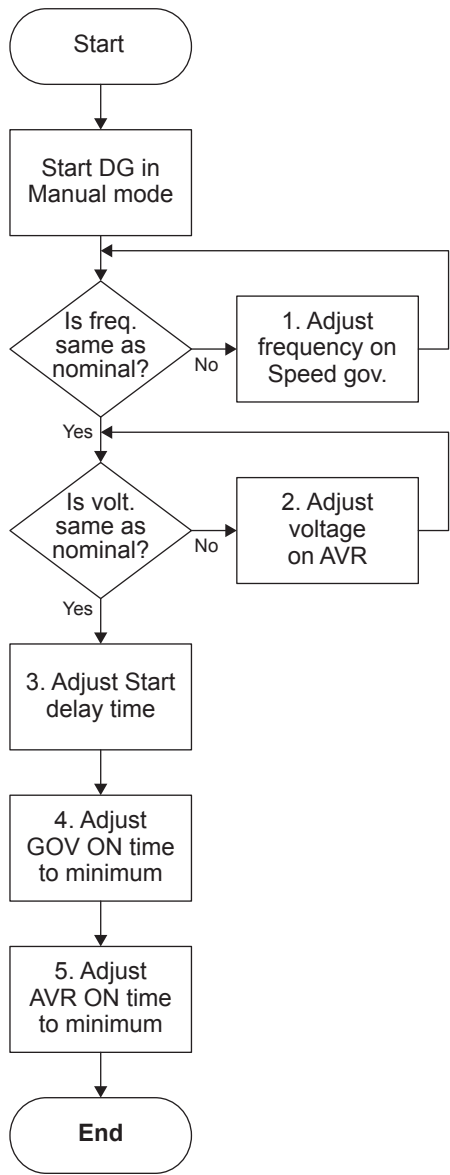 Start
Start DG in
Manual mode
Is freq.
same as
nominal?
No
1. Adjust
frequency on
Speed gov.
Yes
Is volt.
same as
nominal?
No
2. Adjust
voltage
on AVR
Yes
3. Adjust Start
delay time
4. Adjust
GOV ON time
to minimum
5. Adjust
AVR ON time
to minimum
End